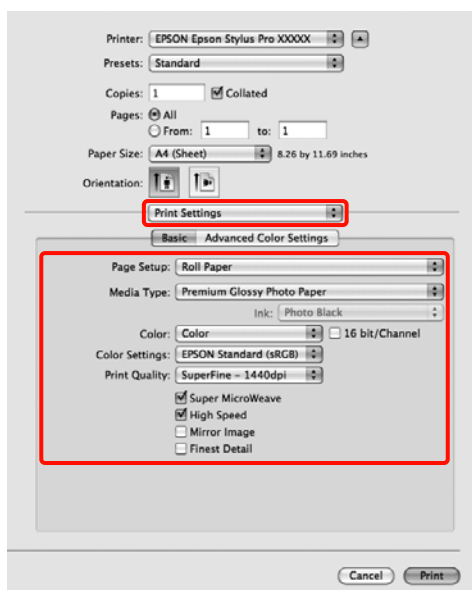 Printer: EPSON Epson Stylus Pro XXXXX
Presets: Standard
Copies: 1 Collated
Pages: All
From: 1 to: 1
Paper Size: A4 (Sheet) 8.26 by 11.69 inches
Orientation:
Print Settings
Basic Advanced Color Settings
Page Setup: Roll Paper
Media Type: Premium Glossy Photo Paper
Ink: Photo Black
Color: Color 16 bit/Channel
Color Settings: EPSON Standard (sRGB)
Print Quality: SuperFine - 1440dpi
Super MicroWeave
High Speed
Mirror Image
Finest Detail
Cancel Print